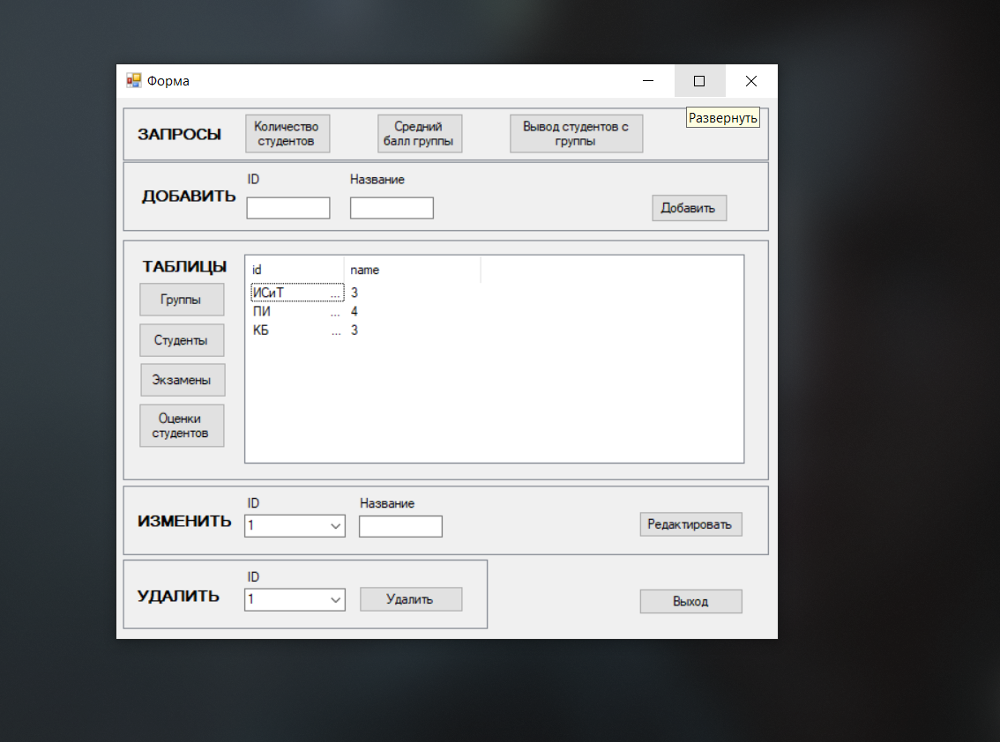 Форма
Развернуть
ЗАПРОСЫ
Количество
студентов
Средний
балл группы
Вывод студентов с
группы
ДОБАВИТЬ
ID
Название
Добавить
ТАБЛИЦЫ
Группы
Студенты
Экзамены
Оценки
студентов
id name
ИСиТ ... 3
ПИ ... 4
КБ ... 3
ИЗМЕНИТЬ
ID
Название
1
Редактировать
УДАЛИТЬ
ID
1
Удалить
Выход